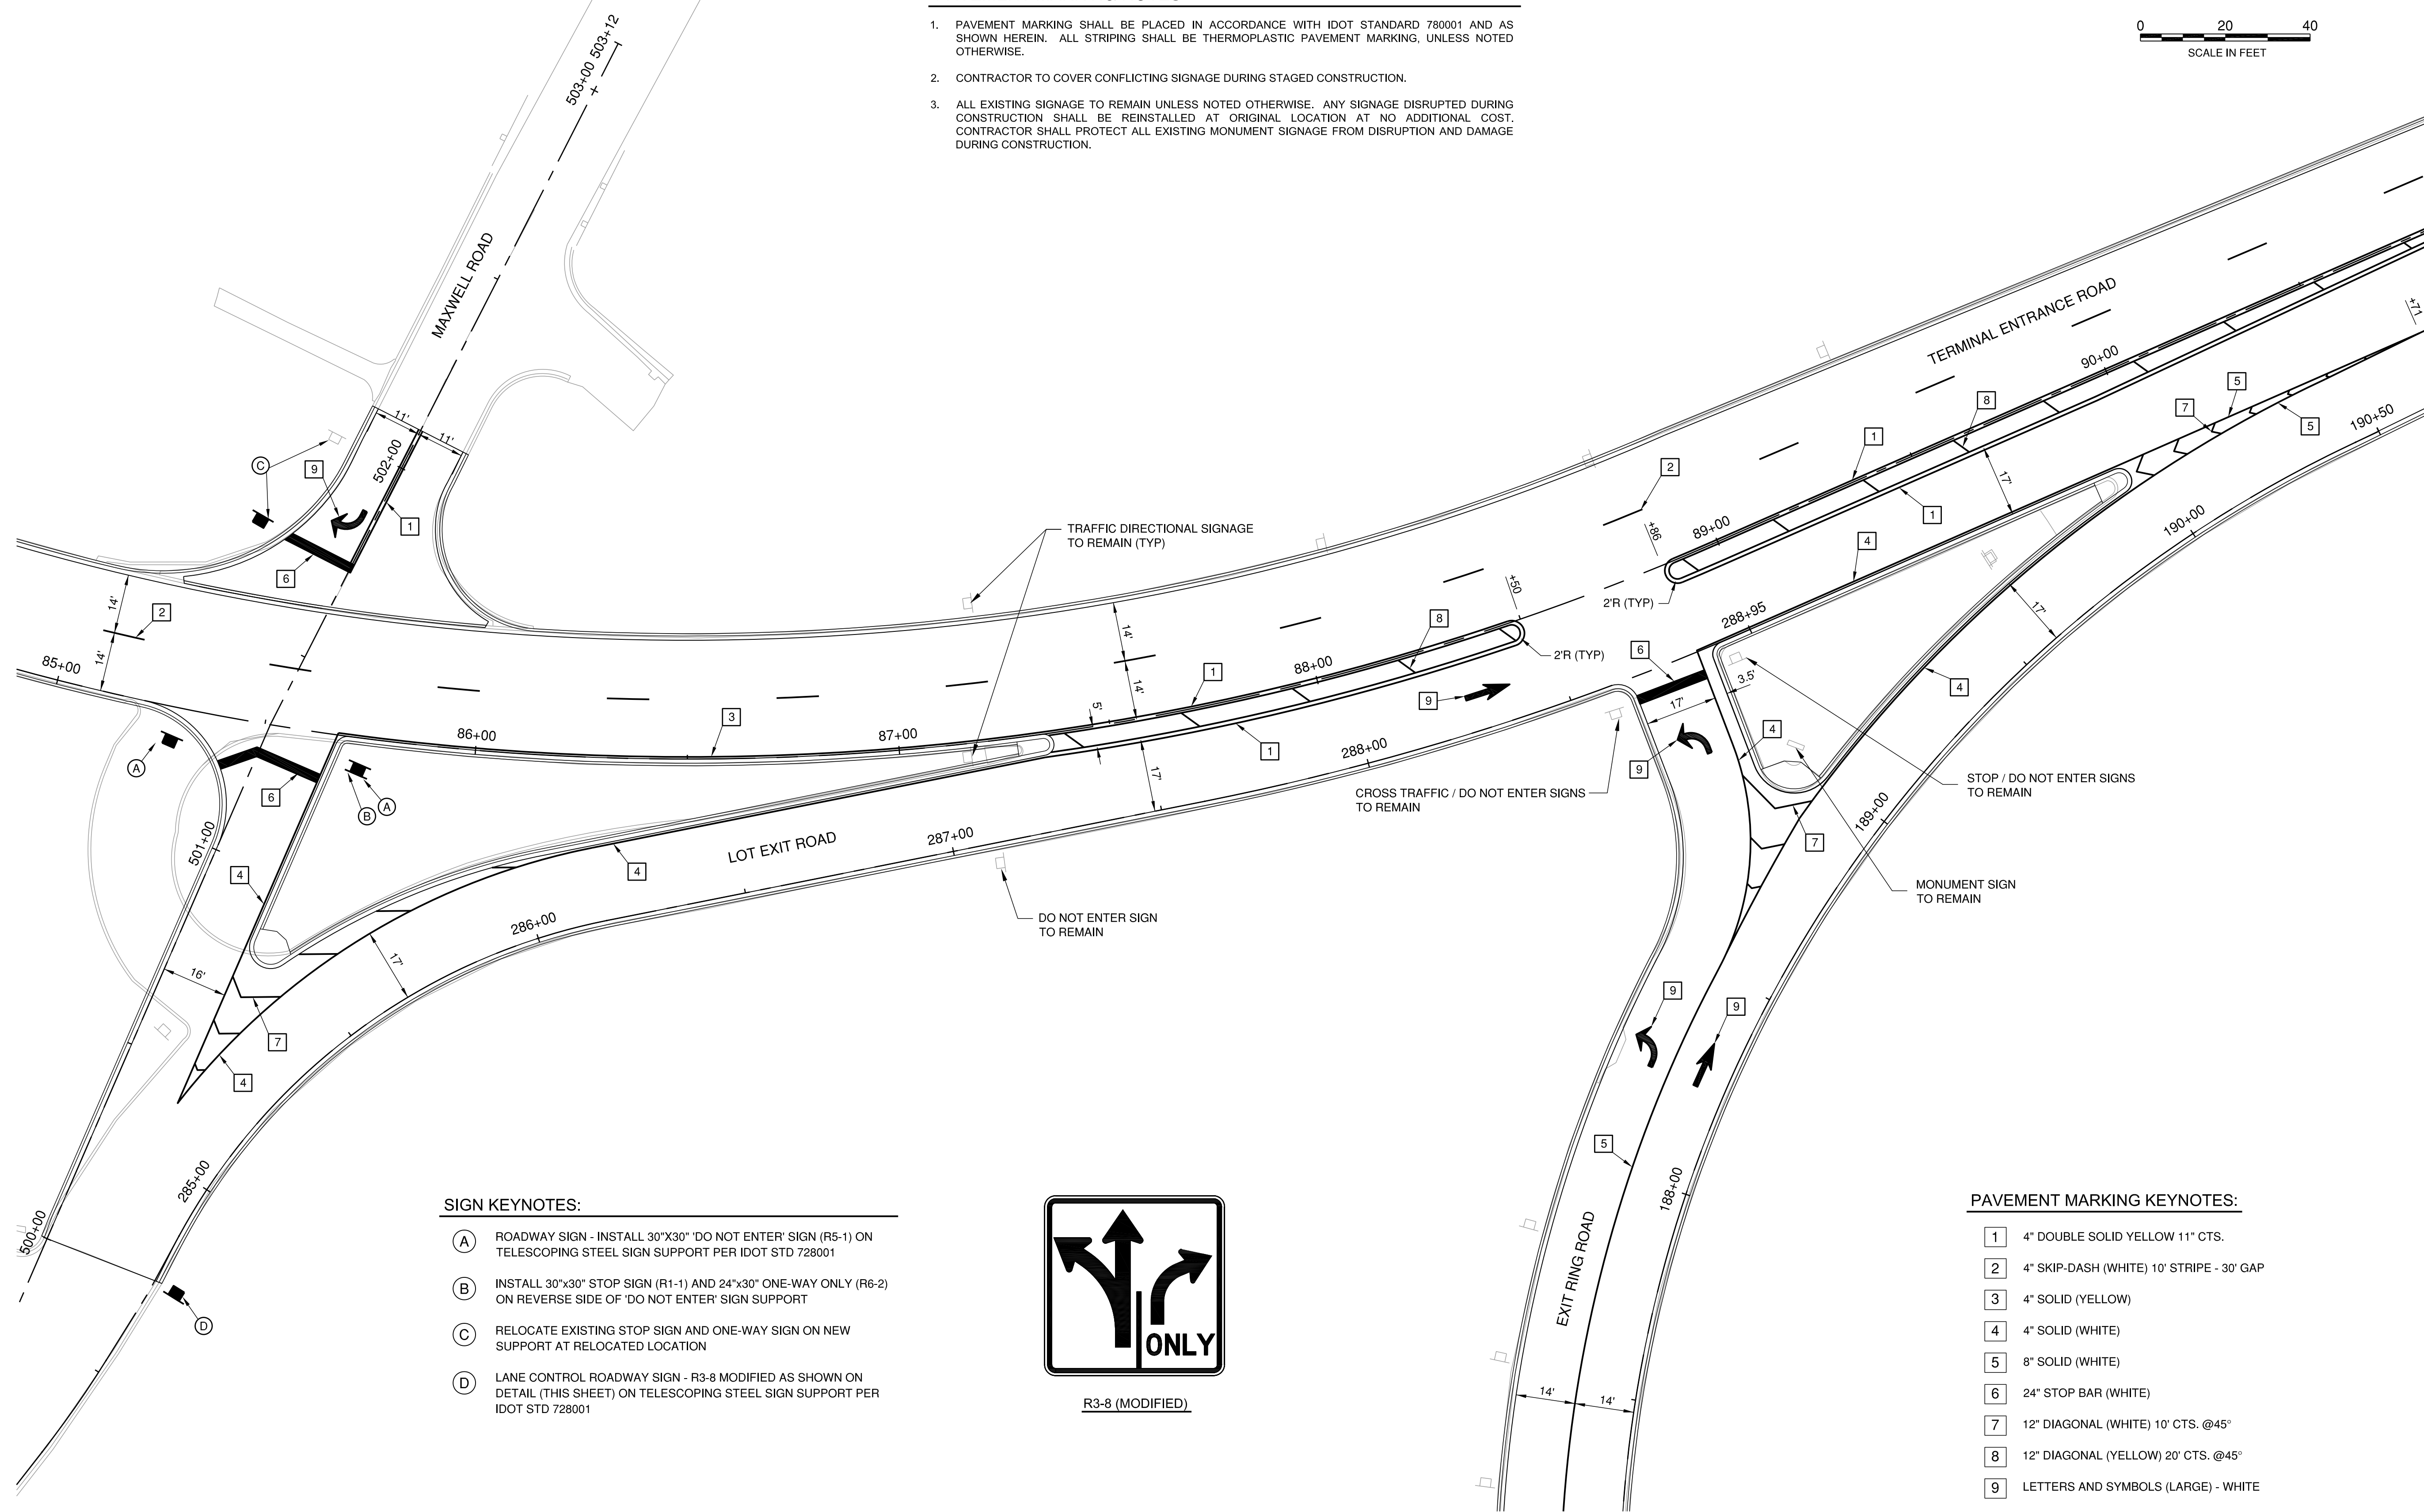 1. PAVEMENT MARKING SHALL BE PLACED IN ACCORDANCE WITH IDOT STANDARD 780001 AND AS
SHOWN HEREIN. ALL STRIPING SHALL BE THERMOPLASTIC PAVEMENT MARKING, UNLESS NOTED
OTHERWISE.
2. CONTRACTOR TO COVER CONFLICTING SIGNAGE DURING STAGED CONSTRUCTION.
3. ALL EXISTING SIGNAGE TO REMAIN UNLESS NOTED OTHERWISE. ANY SIGNAGE DISRUPTED DURING
CONSTRUCTION SHALL BE REINSTALLED AT ORIGINAL LOCATION AT NO ADDITIONAL COST.
CONTRACTOR SHALL PROTECT ALL EXISTING MONUMENT SIGNAGE FROM DISRUPTION AND DAMAGE
DURING CONSTRUCTION.
0 20 40
SCALE IN FEET
503+12
503+00
MAXWELL ROAD
11'
11'
502+00
C
9
1
6
14'
2
14'
85+00
A
6
B
A
501+00
4
16'
7
4
500+00
285+00
D
86+00
3
87+00
5'
TRAFFIC DIRECTIONAL SIGNAGE
TO REMAIN (TYP)
14'
14'
1
88+00
8
+50
2'R (TYP)
1
17'
9
288+00
LOT EXIT ROAD
287+00
4
286+00
17'
DO NOT ENTER SIGN
TO REMAIN
CROSS TRAFFIC / DO NOT ENTER SIGNS
TO REMAIN
TERMINAL ENTRANCE ROAD
90+00
+71
5
7
8
5
190+50
1
2
17'
+86
89+00
1
190+00
4
2'R (TYP)
288+95
17'
6
3.5'
17'
4
4
9
STOP / DO NOT ENTER SIGNS
TO REMAIN
189+00
7
MONUMENT SIGN
TO REMAIN
9
9
5
188+00
EXIT RING ROAD
14'
14'
SIGN KEYNOTES:
A ROADWAY SIGN - INSTALL 30"X30" 'DO NOT ENTER' SIGN (R5-1) ON
TELESCOPING STEEL SIGN SUPPORT PER IDOT STD 728001
B INSTALL 30"x30" STOP SIGN (R1-1) AND 24"x30" ONE-WAY ONLY (R6-2)
ON REVERSE SIDE OF 'DO NOT ENTER' SIGN SUPPORT
C RELOCATE EXISTING STOP SIGN AND ONE-WAY SIGN ON NEW
SUPPORT AT RELOCATED LOCATION
D LANE CONTROL ROADWAY SIGN - R3-8 MODIFIED AS SHOWN ON
DETAIL (THIS SHEET) ON TELESCOPING STEEL SIGN SUPPORT PER
IDOT STD 728001
ONLY
R3-8 (MODIFIED)
PAVEMENT MARKING KEYNOTES:
1 4" DOUBLE SOLID YELLOW 11" CTS.
2 4" SKIP-DASH (WHITE) 10' STRIPE - 30' GAP
3 4" SOLID (YELLOW)
4 4" SOLID (WHITE)
5 8" SOLID (WHITE)
6 24" STOP BAR (WHITE)
7 12" DIAGONAL (WHITE) 10' CTS. @45°
8 12" DIAGONAL (YELLOW) 20' CTS. @45°
9 LETTERS AND SYMBOLS (LARGE) - WHITE